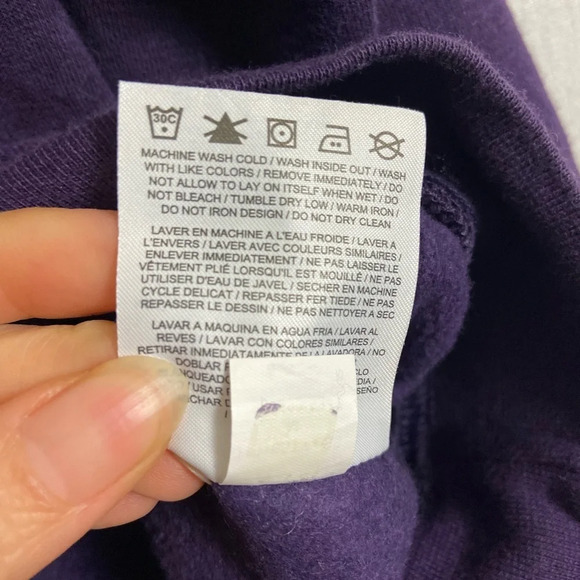 30C
MACHINE WASH COLD / WASH INSIDE OUT / WASH
WITH LIKE COLORS / REMOVE IMMEDIATELY / DO
NOT ALLOW TO LAY ON ITSELF WHEN WET / DO
NOT BLEACH / TUMBLE DRY LOW / WARM IRON /
DO NOT IRON DESIGN / DO NOT DRY CLEAN
LAVER EN MACHINE A L'EAU FROIDE / LAVER A
L'ENVERS / LAVER AVEC COULEURS SIMILAIRES /
ENLEVER IMMEDIATEMENT / NE PAS LAISSER LE
VÊTEMENT PLIÉ LORSQU'IL EST MOUILLÉ / NE PAS
UTILISER D'EAU DE JAVEL / SECHER EN MACHINE
CYCLE DELICAT / REPASSER FER TIEDE / NE PAS
REPASSER LE DESSIN / NE PAS NETTOYAGE A SEC
LAVAR A MAQUINA EN AGUA FRIA / LAVAR AL
REVES / LAVAR CON COLORES SIMILARES /
RETIRAR INMEDIATAMENTE DE LA LAVADORA / NO
DOBLAR